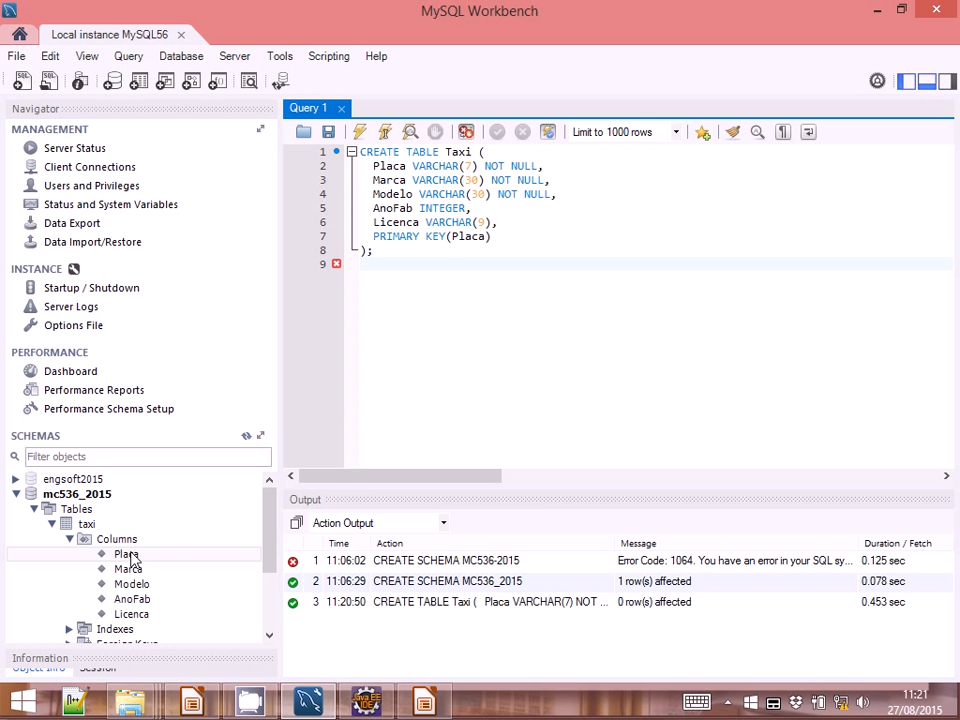 MySQL Workbench
Local instance MySQL56
File Edit View Query Database Server Tools Scripting Help
Navigator
MANAGEMENT
Server Status
Client Connections
Users and Privileges
Status and System Variables
Data Export
Data Import/Restore
INSTANCE
Startup / Shutdown
Server Logs
Options File
PERFORMANCE
Dashboard
Performance Reports
Performance Schema Setup
SCHEMAS
Filter objects
engsoft2015
mc536_2015
Tables
taxi
Columns
Placa
Marca
Modelo
AnoFab
Licenca
Indexes
Foreign Keys
Information
Object Info Session
Query 1
Limit to 1000 rows
1 CREATE TABLE Taxi (
2 Placa VARCHAR(7) NOT NULL,
3 Marca VARCHAR(30) NOT NULL,
4 Modelo VARCHAR(30) NOT NULL,
5 AnoFab INTEGER,
6 Licenca VARCHAR(9),
7 PRIMARY KEY(Placa)
8 );
9
Output
Action Output
Time Action Message Duration / Fetch
1 11:06:02 CREATE SCHEMA MC536-2015 Error Code: 1064. You have an error in your SQL sy... 0.125 sec
2 11:06:29 CREATE SCHEMA MC536_2015 1 row(s) affected 0.078 sec
3 11:20:50 CREATE TABLE Taxi ( Placa VARCHAR(7) NOT ... 0 row(s) affected 0.453 sec
11:21
27/08/2015